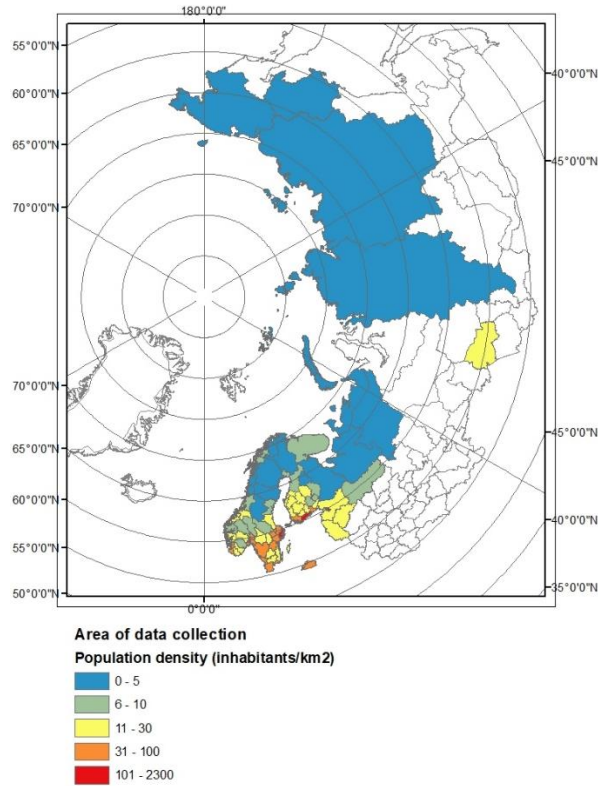 180°0'0"
55°0'0"N
60°0'0"N
65°0'0"N
70°0'0"N
70°0'0"N
65°0'0"N
60°0'0"N
55°0'0"N
50°0'0"N
40°0'0"N
45°0'0"N
45°0'0"N
40°0'0"N
35°0'0"N
0°0'0"
Area of data collection
Population density (inhabitants/km2)
0 - 5
6 - 10
11 - 30
31 - 100
101 - 2300